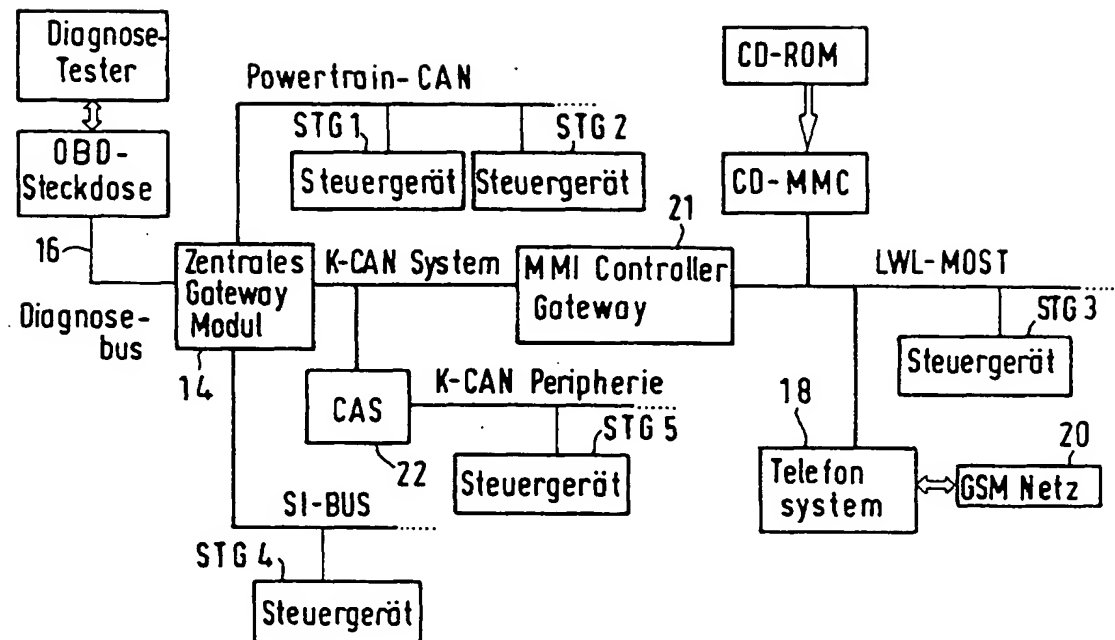 Diagnose-
Tester
OBD-
Steckdose
16
Diagnose-
bus
Powertrain-CAN
STG 1
Steuergerät
STG 2
Steuergerät
CD-ROM
CD-MMC
Zentrales
Gateway
Modul
14
K-CAN System
21
MMI Controller
Gateway
LWL-MOST
STG 3
Steuergerät
CAS
22
K-CAN Peripherie
STG 5
Steuergerät
18
Telefon
system
20
GSM Netz
SI-BUS
STG 4
Steuergerät